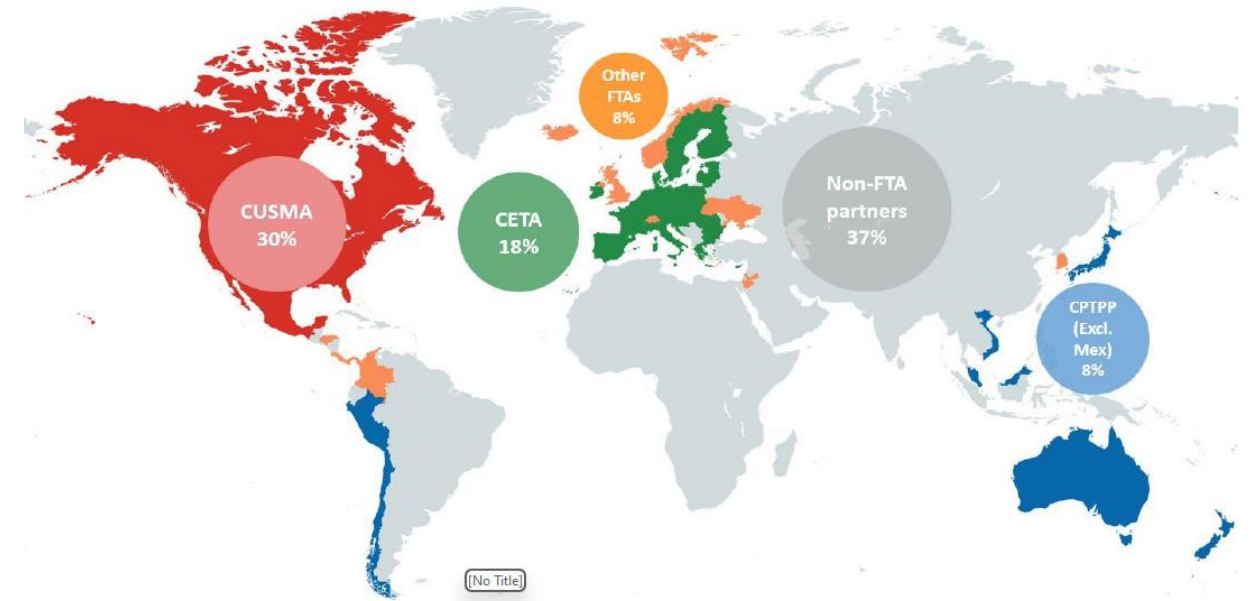 Other
FTAs
8%
CUSMA
30%
CETA
18%
Non-FTA
partners
37%
CPTPP
(Excl.
Mex)
8%
[No Title]